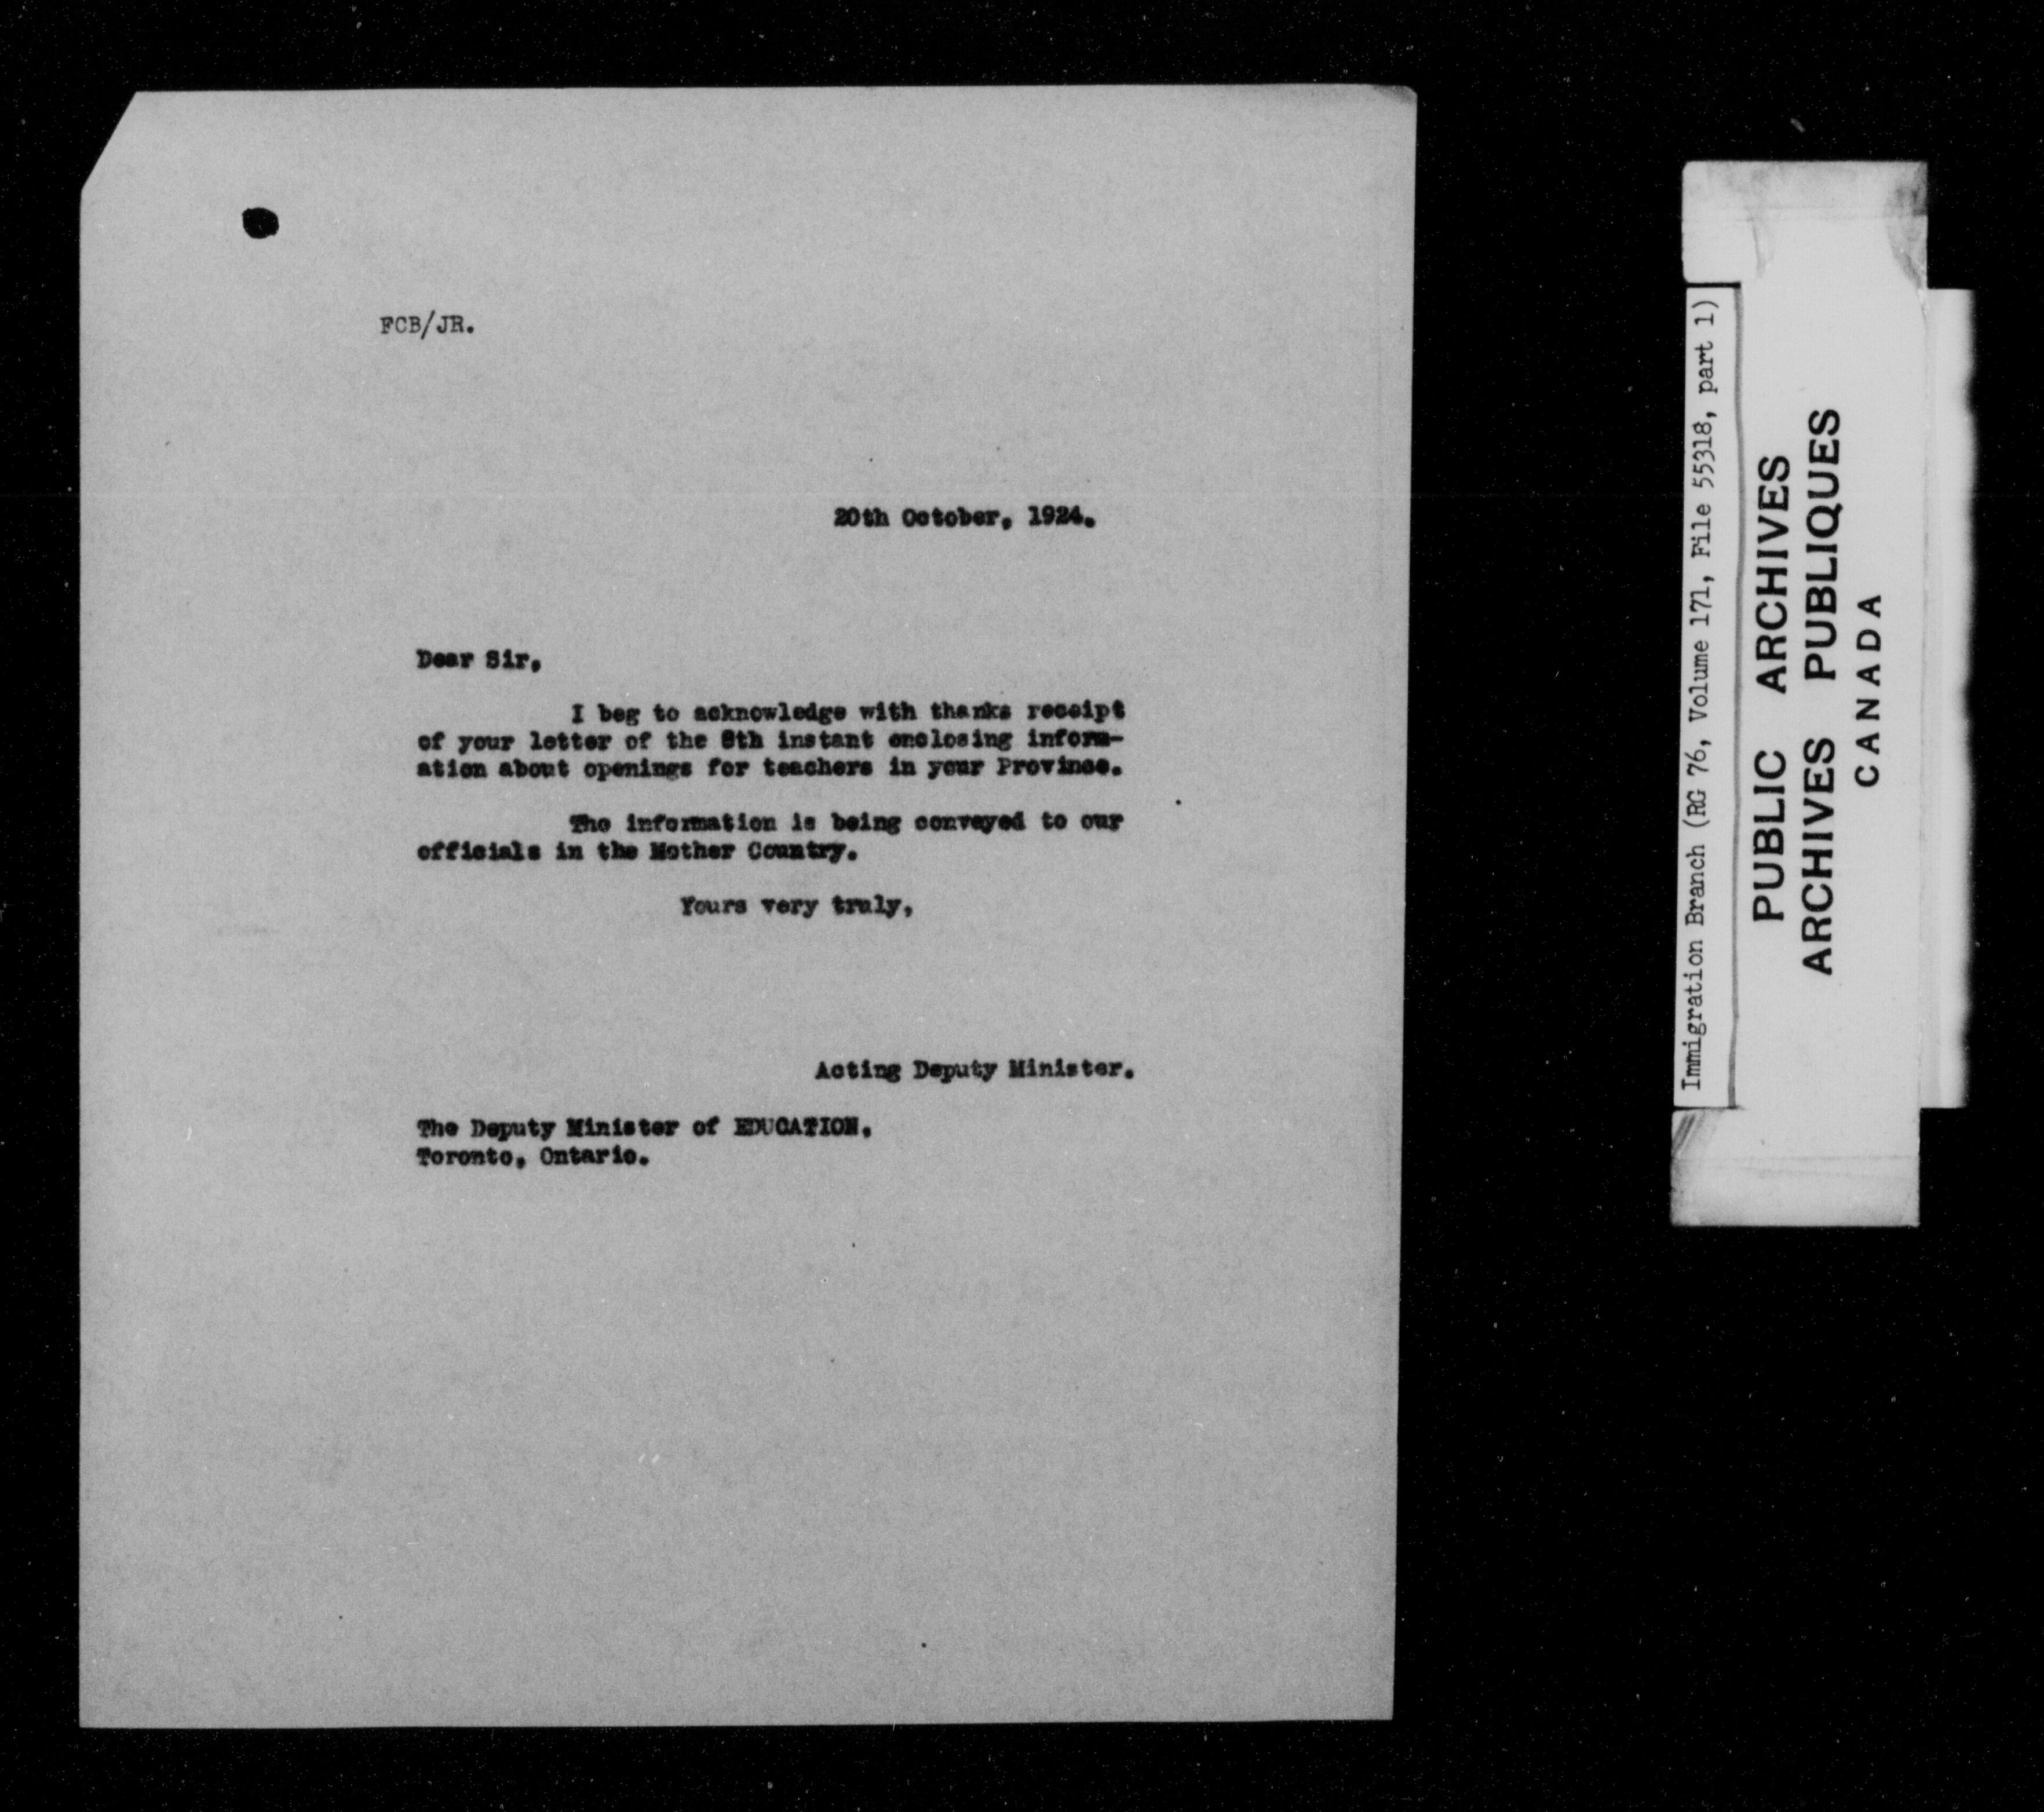 FCB/JR.
20th October, 1924.
Dear Sir,
I beg to acknowledge with thanks receipt
of your letter of the 8th instant enclosing inform-
ation about openings for teachers in your Province.
The information is being conveyed to our
officials in the Mother Country.
Yours very truly,
Acting Deputy Minister.
The Deputy Minister of EDUCATION,
Toronto, Ontario.
Immigration Branch (RG 76, Volume 171, File 55318, part 1)
PUBLIC ARCHIVES
ARCHIVES PUBLIQUES
CANADA